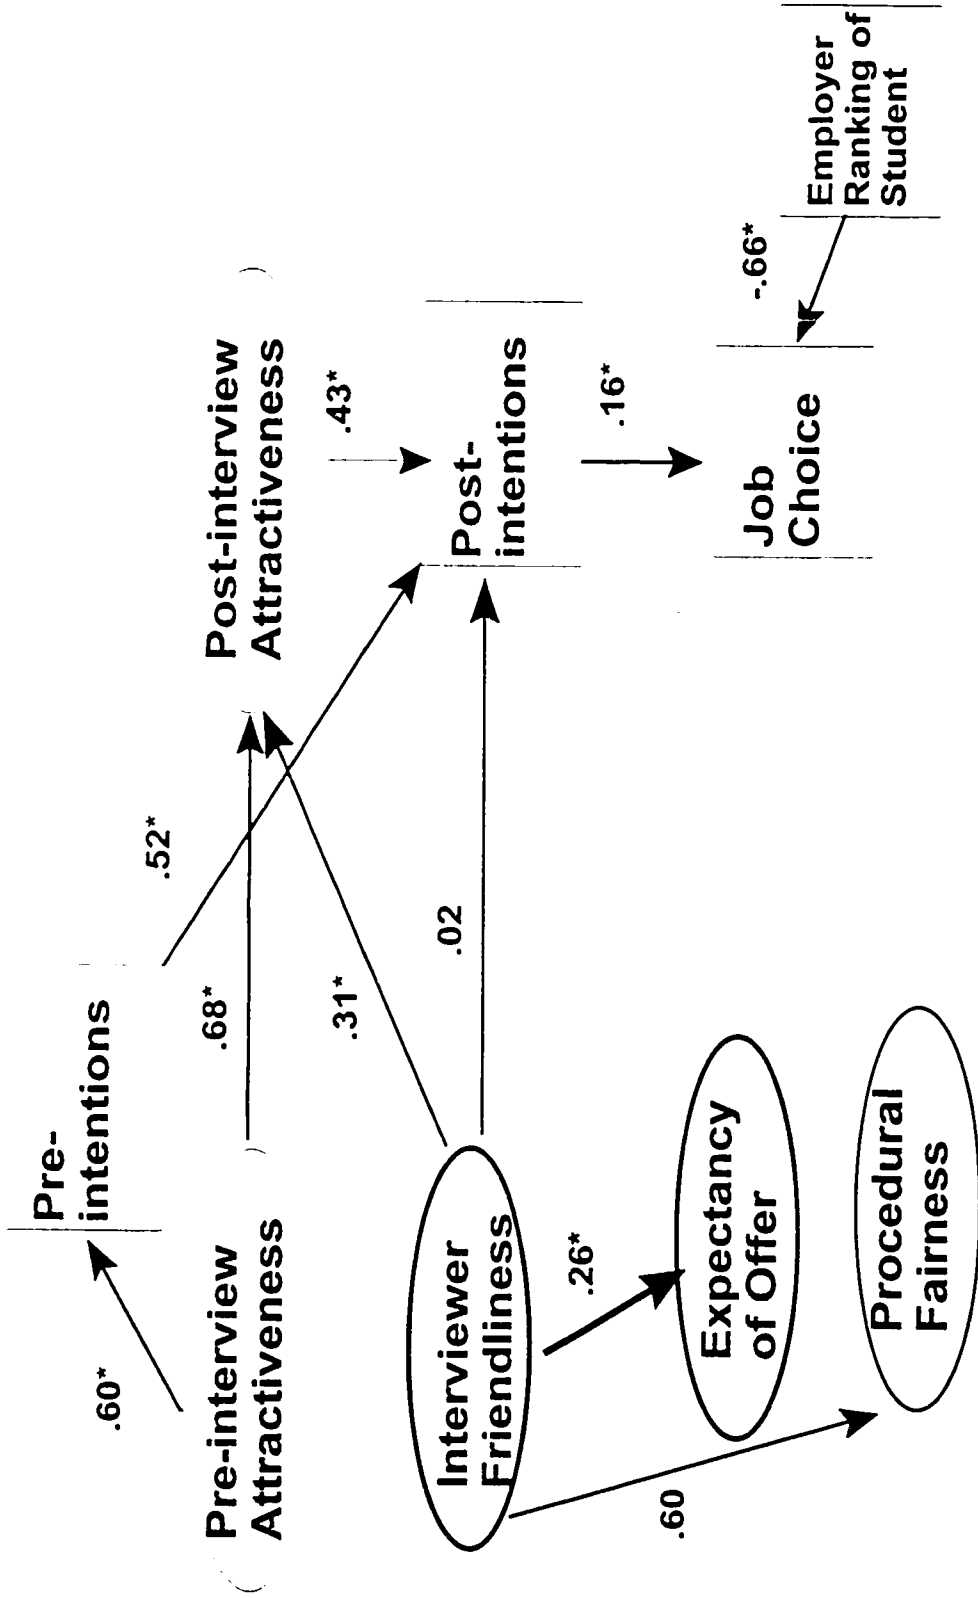 .60*
Pre-
intentions
.52*
Pre-interview
Attractiveness
.68*
Post-interview
Attractiveness
.31*
.43*
Interviewer
Friendliness
.02
Post-
intentions
.26*
.16*
Expectancy
of Offer
.60
Job
Choice
-.66*
Procedural
Fairness
Employer
Ranking of
Student